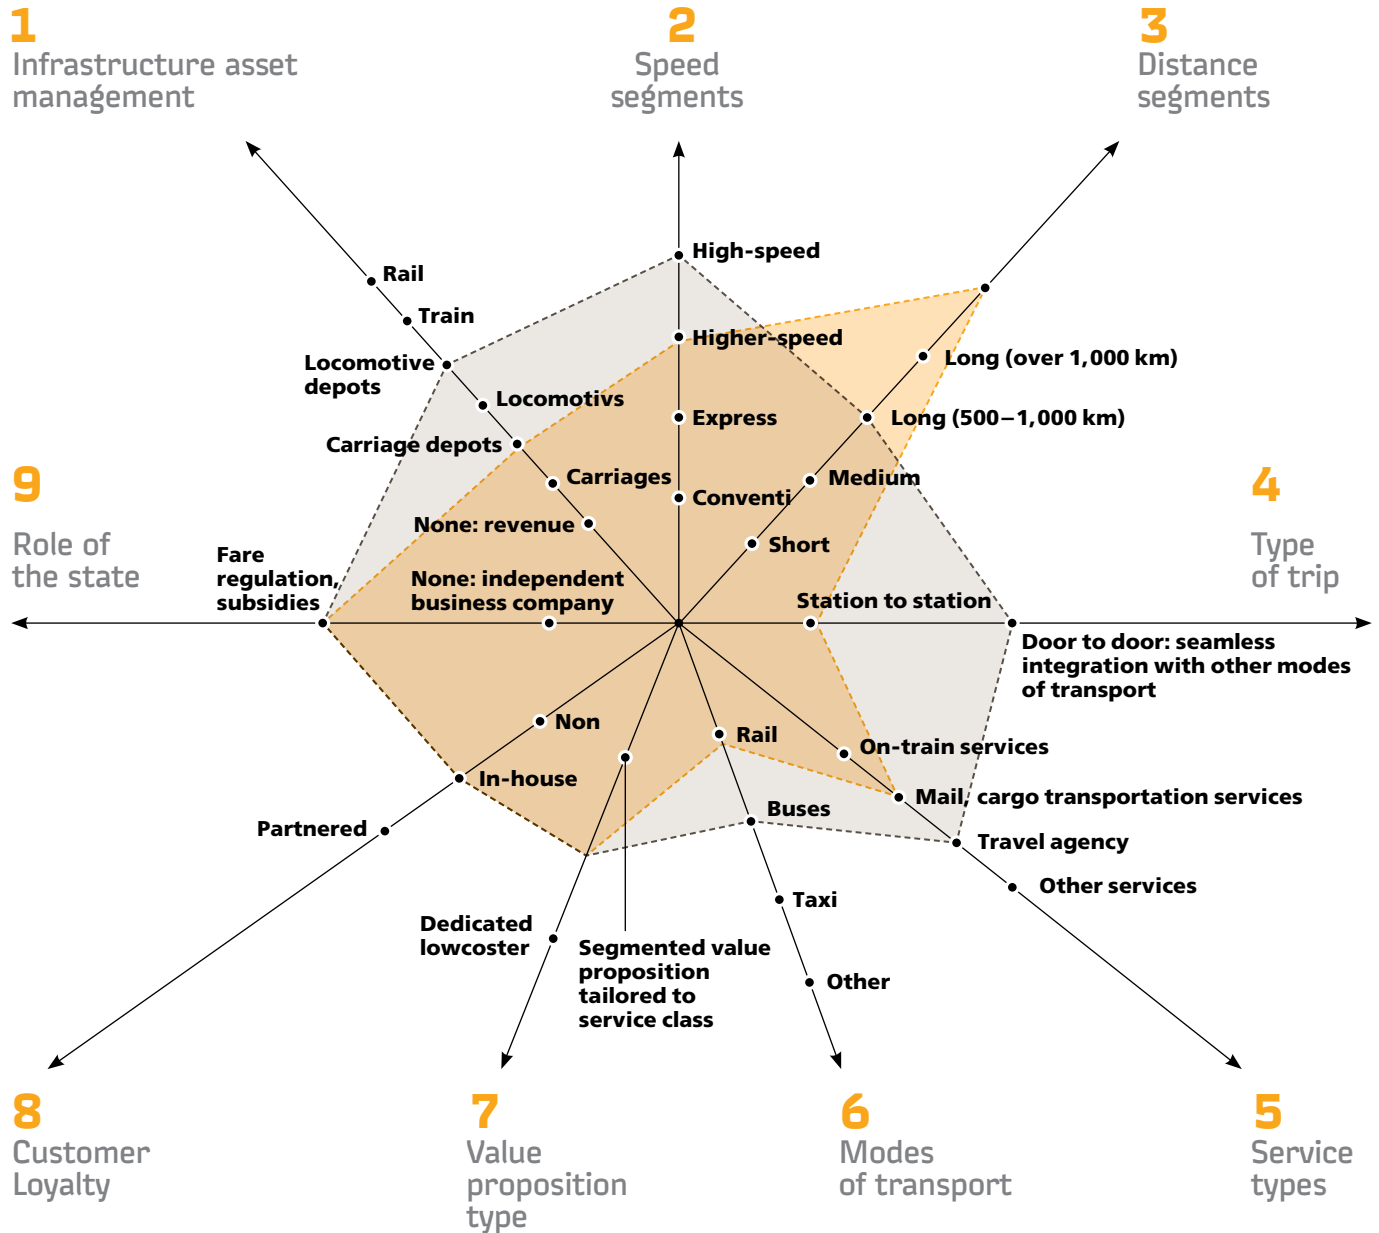 1
Infrastructure asset
management
2
Speed
segments
3
Distance
segments
High-speed
Rail
Train
Higher-speed
Locomotive
depots
Long (over 1,000 km)
Locomotivs
Express
Long (500–1,000 km)
Carriage depots
Carriages
Medium
Conventi
None: revenue
Short
9
Role of
the state
4
Type
of trip
Fare
regulation,
subsidies
None: independent
business company
Station to station
Door to door: seamless
integration with other modes
of transport
Non
Rail
On-train services
In-house
Mail, cargo transportation services
Buses
Partnered
Travel agency
Other services
Taxi
Dedicated
lowcoster
Segmented value
proposition
tailored to
service class
Other
8
Customer
Loyalty
7
Value
proposition
type
6
Modes
of transport
5
Service
types